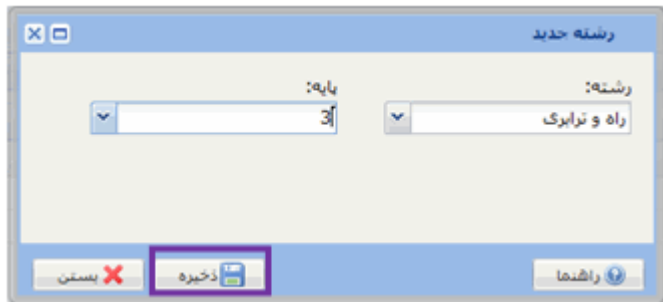 رشته جدید
رشته:
پایه:
راه و ترابری
3
راهنما
ذخیره
بستن